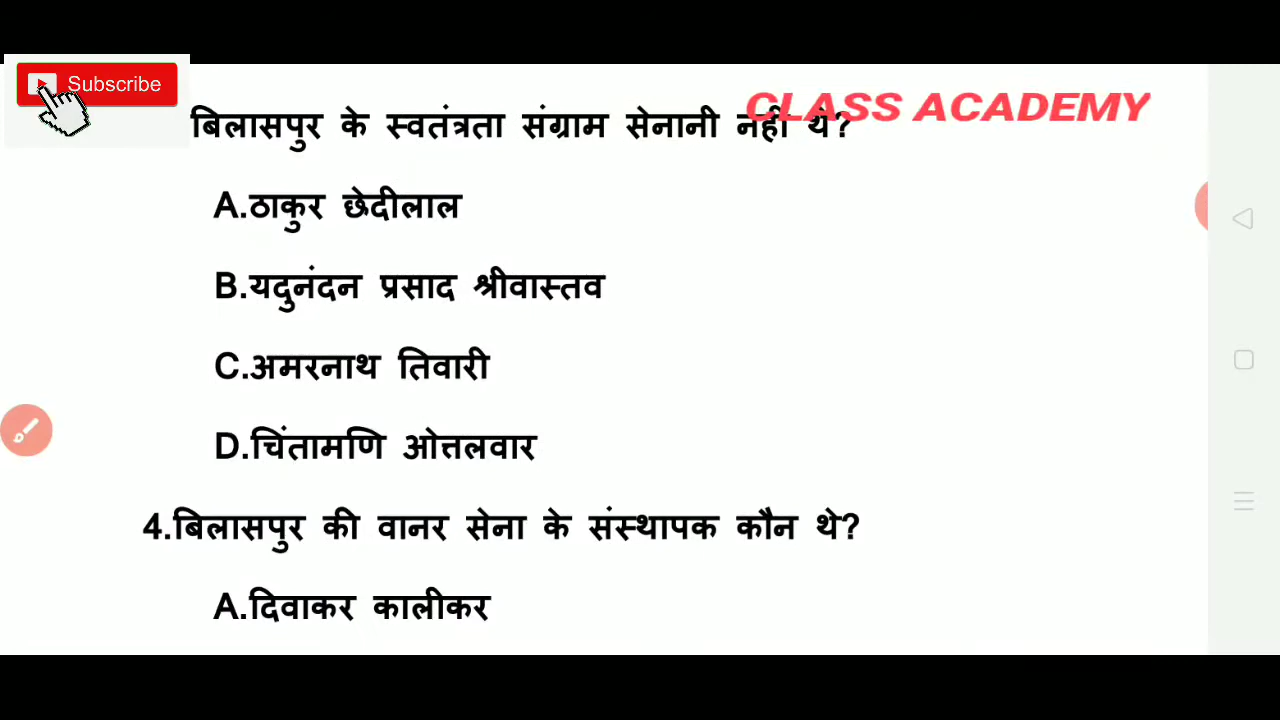 Subscribe
CLASS ACADEMY
बिलासपुर के स्वतंत्रता संग्राम सेनानी नहीं थे?
A.ठाकुर छेदीलाल
B.यदुनंदन प्रसाद श्रीवास्तव
C.अमरनाथ तिवारी
D.चिंतामणि ओत्तलवार
4.बिलासपुर की वानर सेना के संस्थापक कौन थे?
A.दिवाकर कालीकर